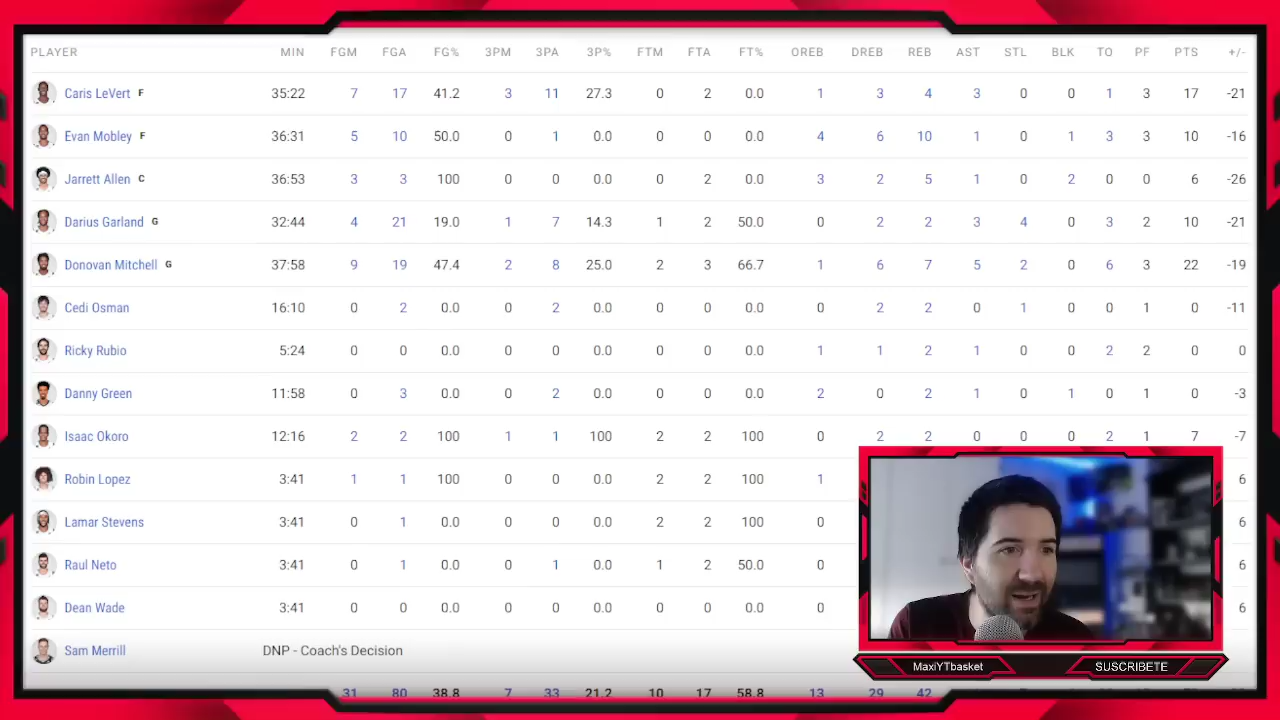 PLAYER MIN FGM FGA FG% 3PM 3PA 3P% FTM FTA FT% OREB DREB REB AST STL BLK TO PF PTS +/-
Caris LeVert F 35:22 7 17 41.2 3 11 27.3 0 2 0.0 1 3 4 3 0 0 1 3 17 -21
Evan Mobley F 36:31 5 10 50.0 0 1 0.0 0 0 0.0 4 6 10 1 0 1 3 3 10 -16
Jarrett Allen C 36:53 3 3 100 0 0 0.0 0 2 0.0 3 2 5 1 0 2 0 0 6 -26
Darius Garland G 32:44 4 21 19.0 1 7 14.3 1 2 50.0 0 2 2 3 4 0 3 2 10 -21
Donovan Mitchell G 37:58 9 19 47.4 2 8 25.0 2 3 66.7 1 6 7 5 2 0 6 3 22 -19
Cedi Osman 16:10 0 2 0.0 0 2 0.0 0 0 0.0 0 2 2 0 1 0 0 1 0 -11
Ricky Rubio 5:24 0 0 0.0 0 0 0.0 0 0 0.0 1 1 2 1 0 0 2 2 0 0
Danny Green 11:58 0 3 0.0 0 2 0.0 0 0 0.0 2 0 2 1 0 1 0 1 0 -3
Isaac Okoro 12:16 2 2 100 1 1 100 2 2 100 0 2 2 0 0 0 2 1 7 -7
Robin Lopez 3:41 1 1 100 0 0 0.0 2 2 100 1 6
Lamar Stevens 3:41 0 1 0.0 0 0 0.0 2 2 100 0 6
Raul Neto 3:41 0 1 0.0 0 1 0.0 1 2 50.0 0 6
Dean Wade 3:41 0 0 0.0 0 0 0.0 0 0 0.0 0 6
Sam Merrill DNP - Coach's Decision
31 80 38.8 7 33 21.2 10 17 58.8 13 29 42
MaxiYTbasket SUSCRIBETE